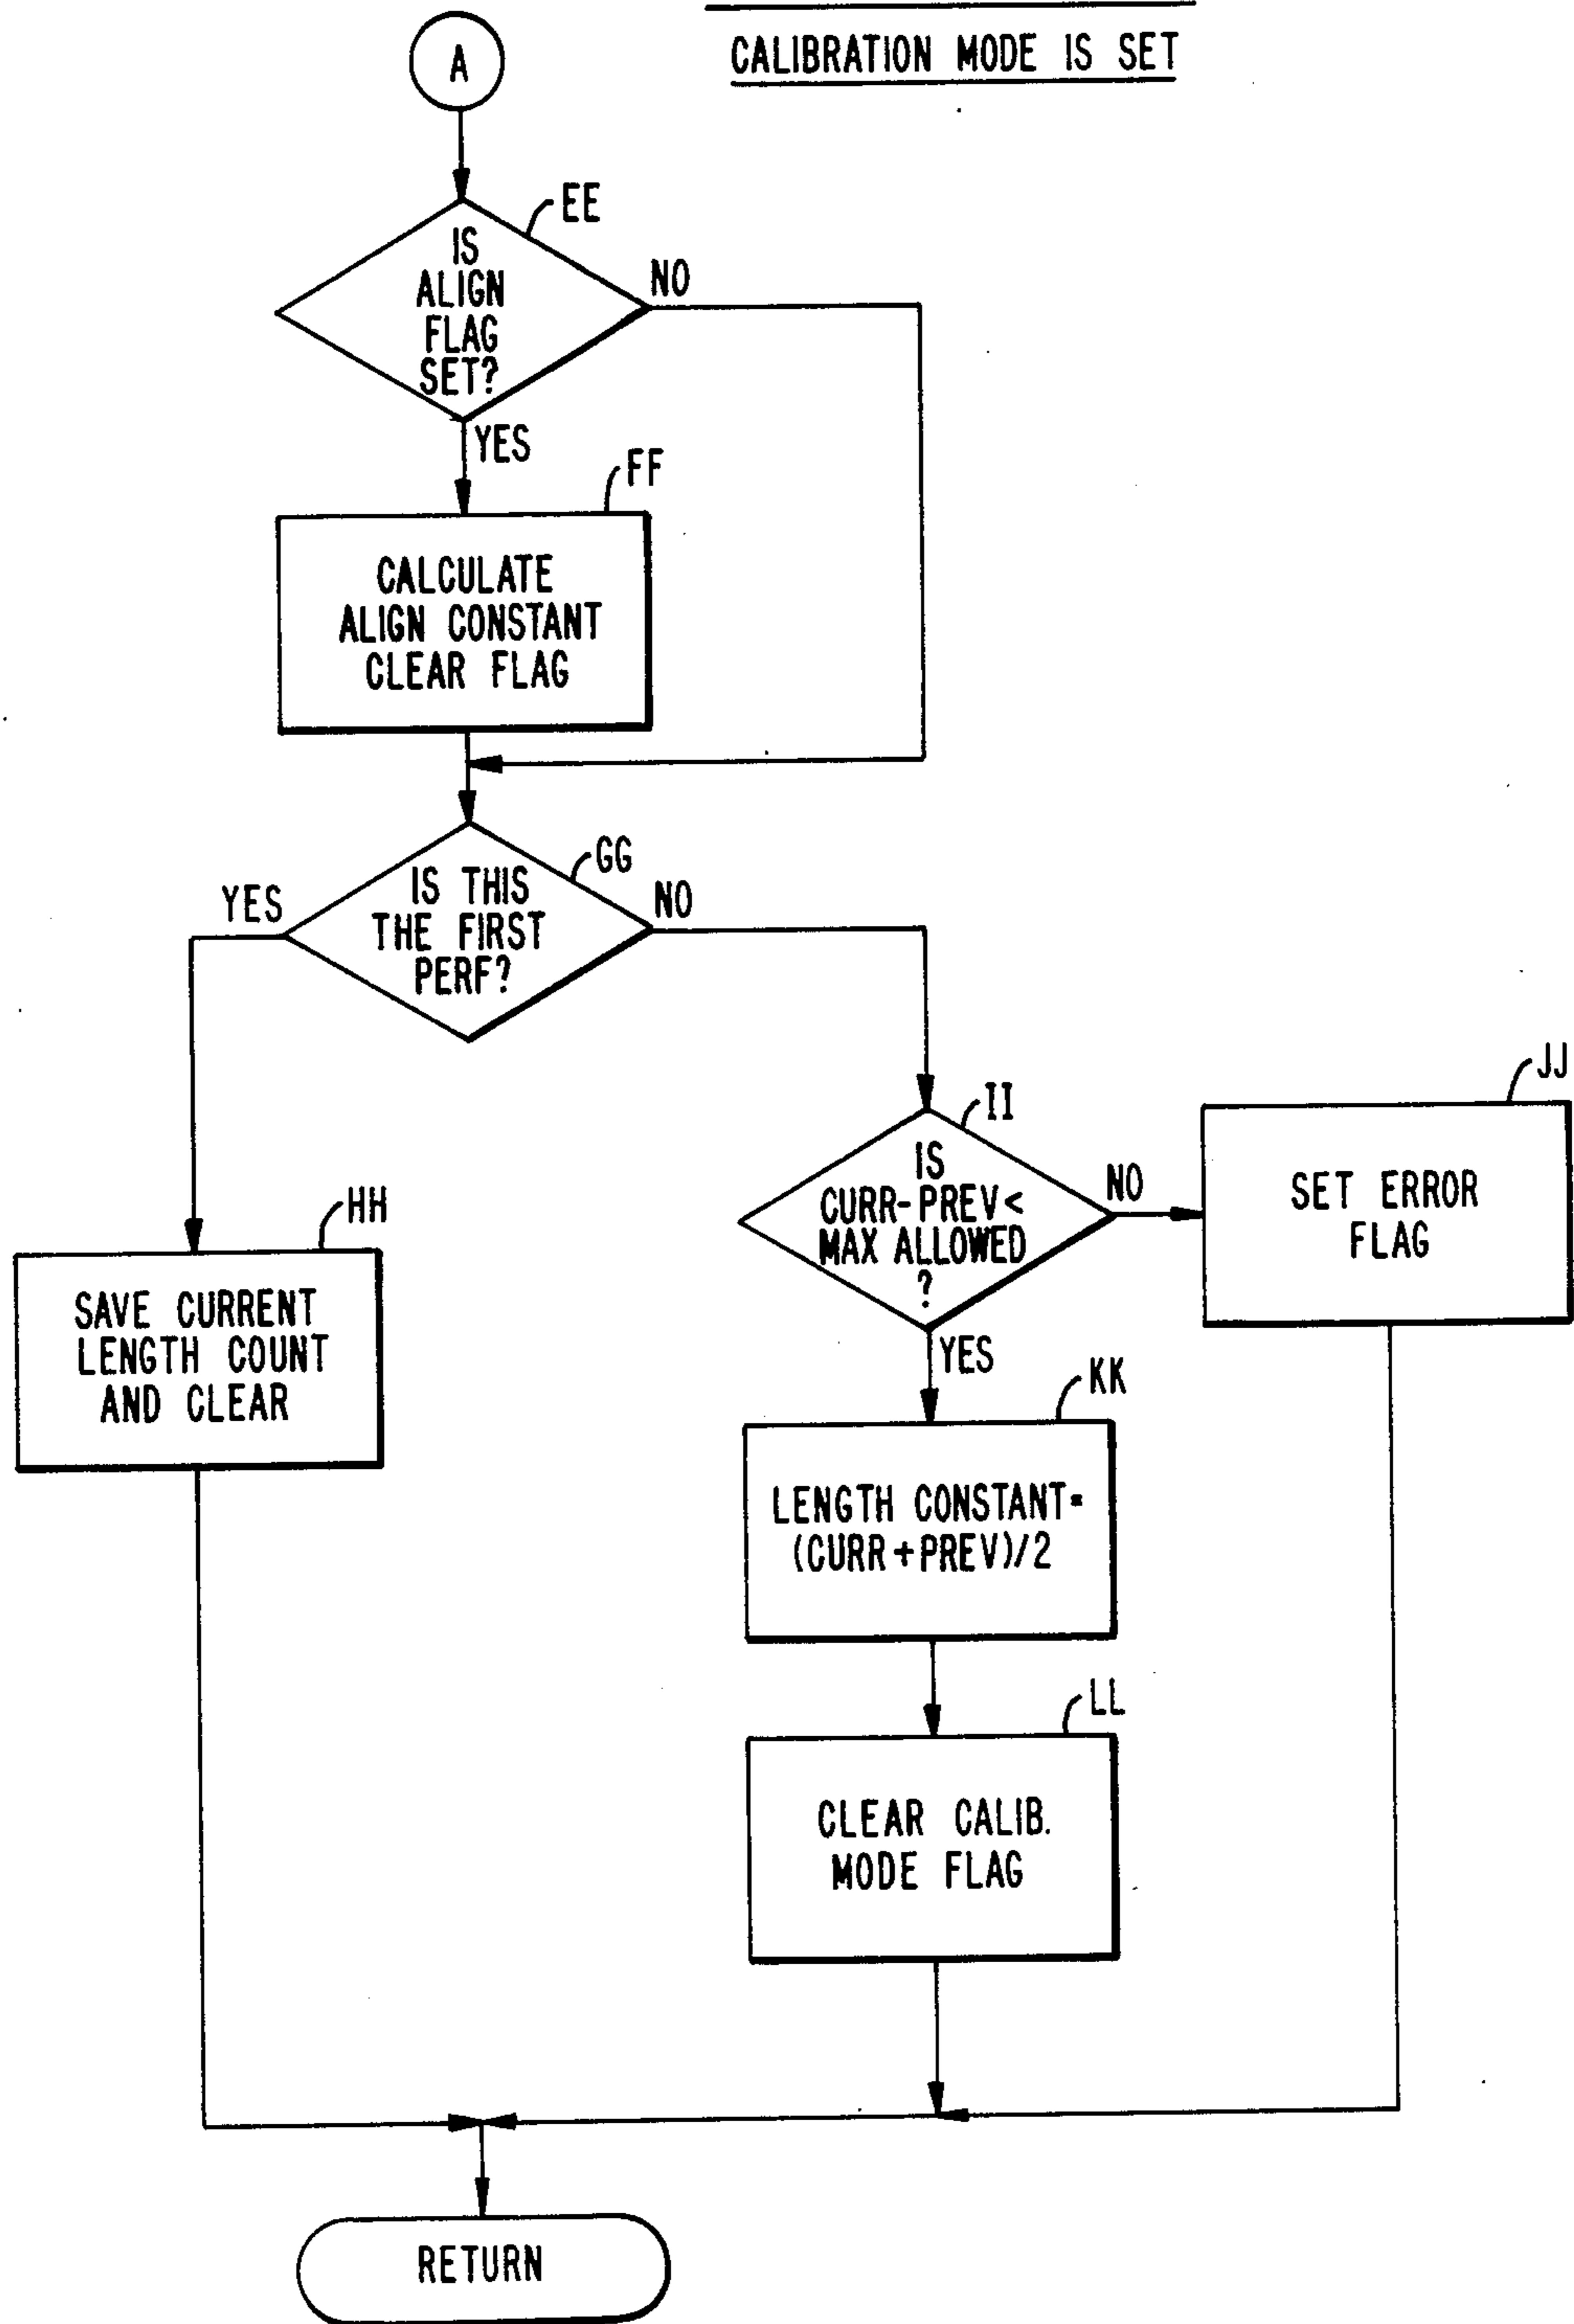 CALIBRATION MODE IS SET
A
EE
IS
ALIGN
FLAG
SET?
NO
YES
FF
CALCULATE
ALIGN CONSTANT
CLEAR FLAG
GG
IS THIS
THE FIRST
PERF?
YES
NO
II
IS
CURR-PREV<
MAX ALLOWED
?
NO
YES
JJ
SET ERROR
FLAG
HH
SAVE CURRENT
LENGTH COUNT
AND CLEAR
KK
LENGTH CONSTANT=
(CURR+PREV)/2
LL
CLEAR CALIB.
MODE FLAG
RETURN